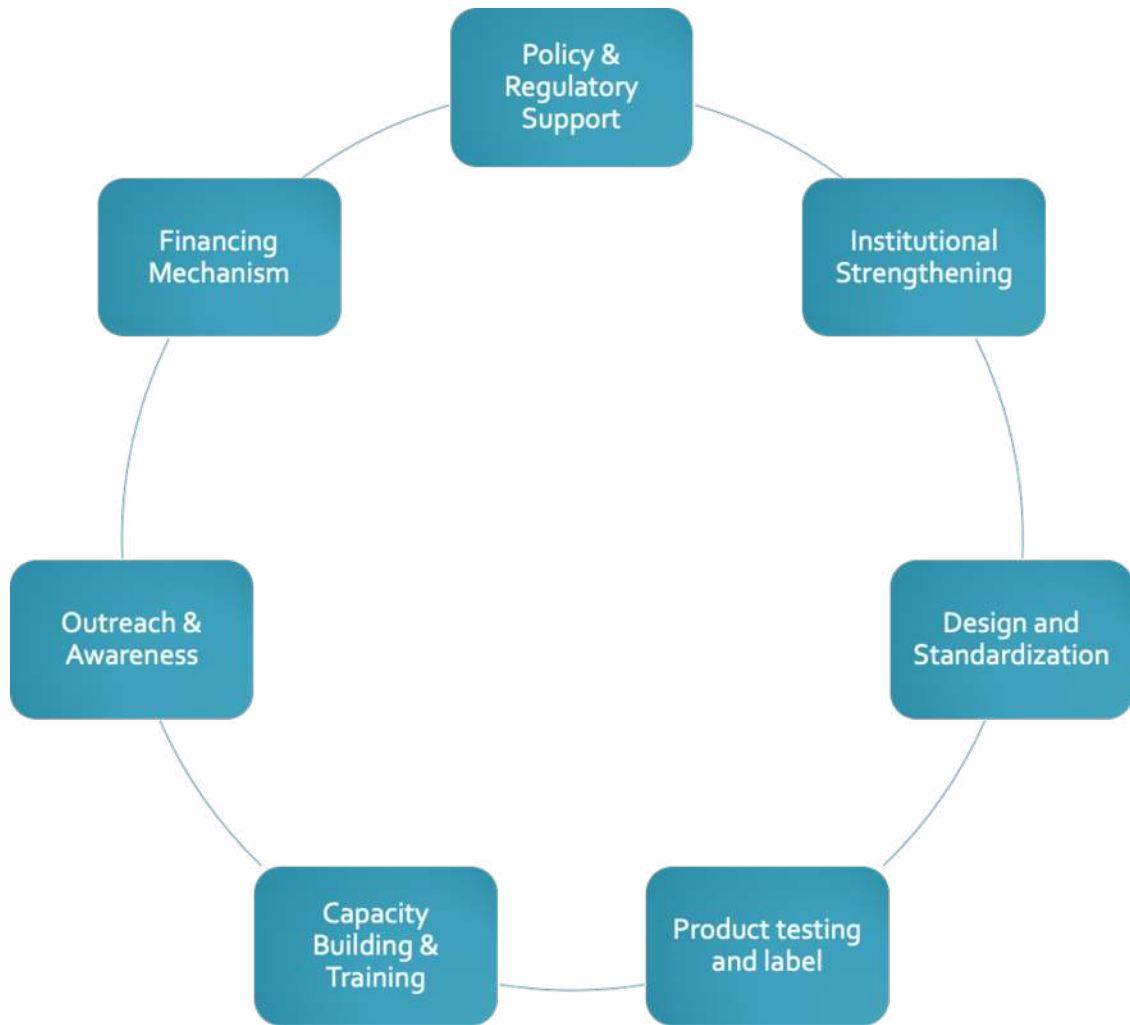 Policy &
Regulatory
Support
Institutional
Strengthening
Design and
Standardization
Product testing
and label
Capacity
Building &
Training
Outreach &
Awareness
Financing
Mechanism